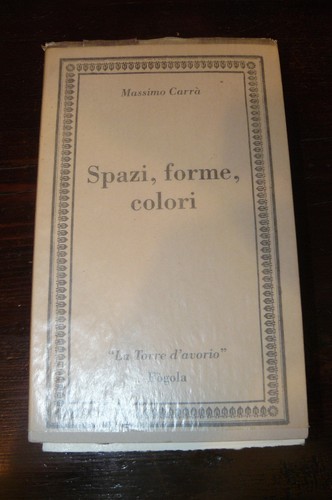 Massimo Carrà
Spazi, forme,
colori
"La Torre d'avorio"
Fògola